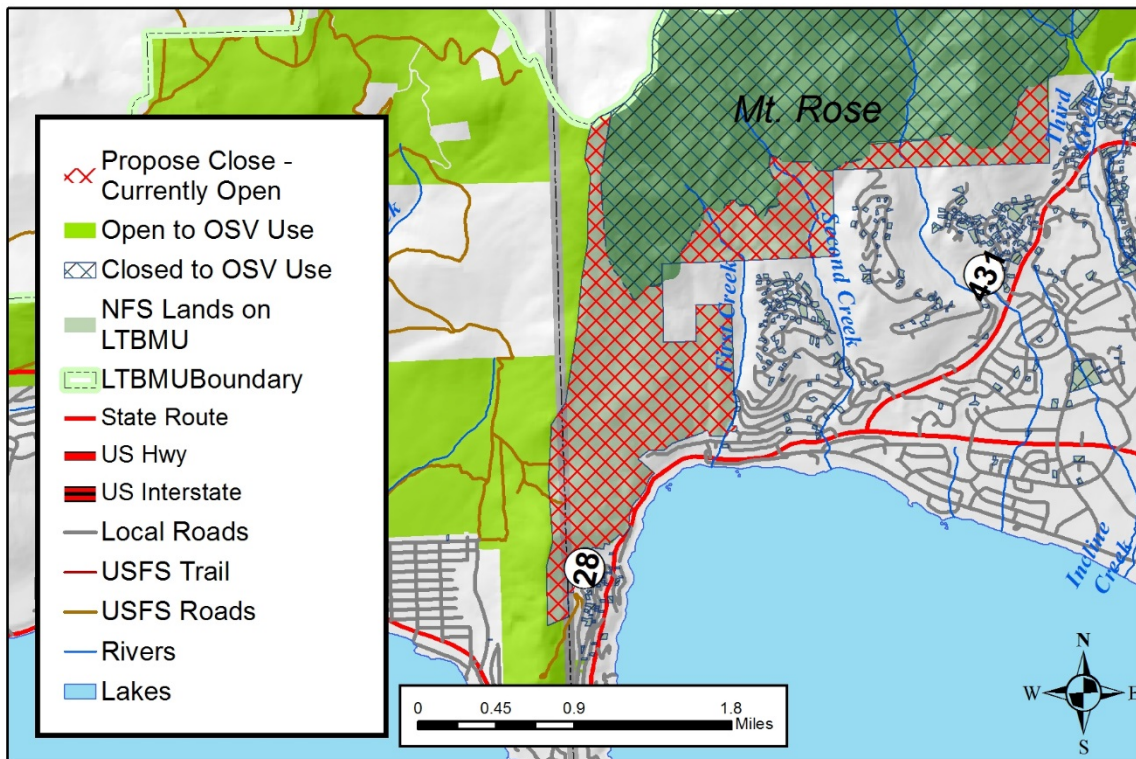 Mt. Rose
Third
Creek
ek
Propose Close -
Currently Open
Open to OSV Use
Closed to OSV Use
NFS Lands on
LTBMU
LTBMUBoundary
State Route
US Hwy
US Interstate
Local Roads
USFS Trail
USFS Roads
Rivers
Lakes
First Creek
Second Creek
431
28
Incline
Creek
0 0.45 0.9 1.8
Miles
N
W E
S